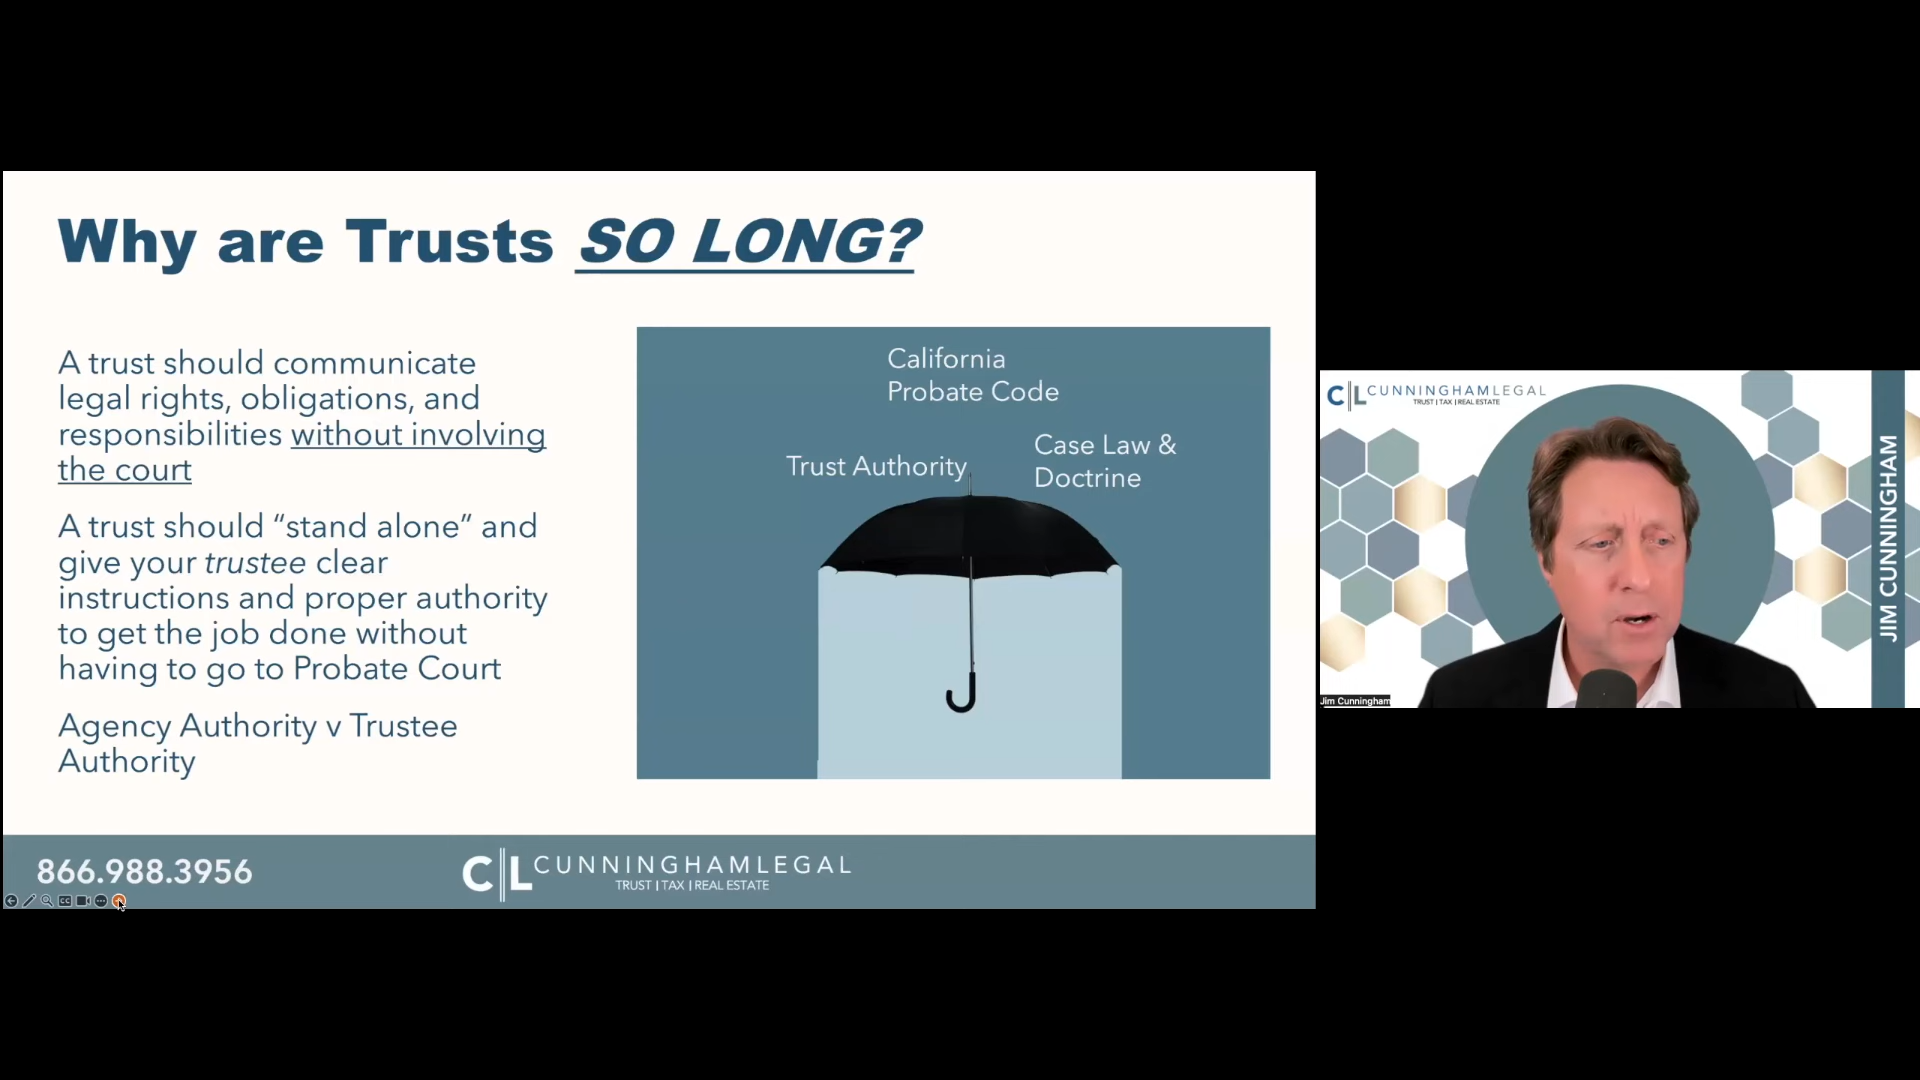 Why are Trusts SO LONG?
A trust should communicate
legal rights, obligations, and
responsibilities without involving
the court
A trust should “stand alone” and
give your trustee clear
instructions and proper authority
to get the job done without
having to go to Probate Court
Agency Authority v Trustee
Authority
California
Probate Code
Trust Authority
Case Law &
Doctrine
866.988.3956
CL CUNNINGHAMLEGAL
TRUST | TAX | REAL ESTATE
CC
CL CUNNINGHAMLEGAL
TRUST | TAX | REAL ESTATE
JIM CUNNINGHAM
Jim Cunningham